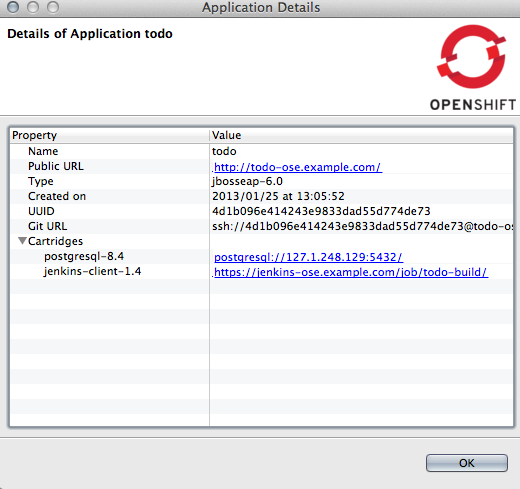 Application Details
Details of Application todo
OPENSHIFT
Property Value
Name todo
Public URL http://todo-ose.example.com/
Type jbosseap-6.0
Created on 2013/01/25 at 13:05:52
UUID 4d1b096e414243e9833dad55d774de73
Git URL ssh://4d1b096e414243e9833dad55d774de73@todo-os
Cartridges
postgresql-8.4 postgresql://127.1.248.129:5432/
jenkins-client-1.4 https://jenkins-ose.example.com/job/todo-build/
OK